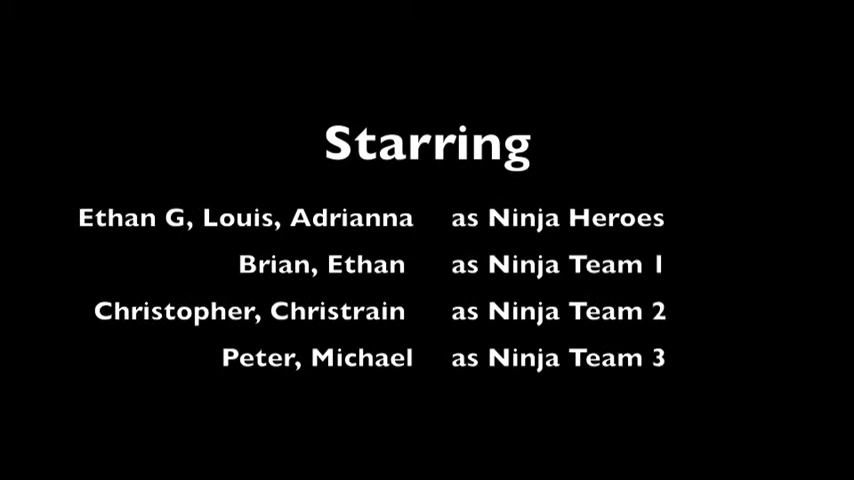 Starring
Ethan G, Louis, Adrianna as Ninja Heroes
Brian, Ethan as Ninja Team 1
Christopher, Christrain as Ninja Team 2
Peter, Michael as Ninja Team 3